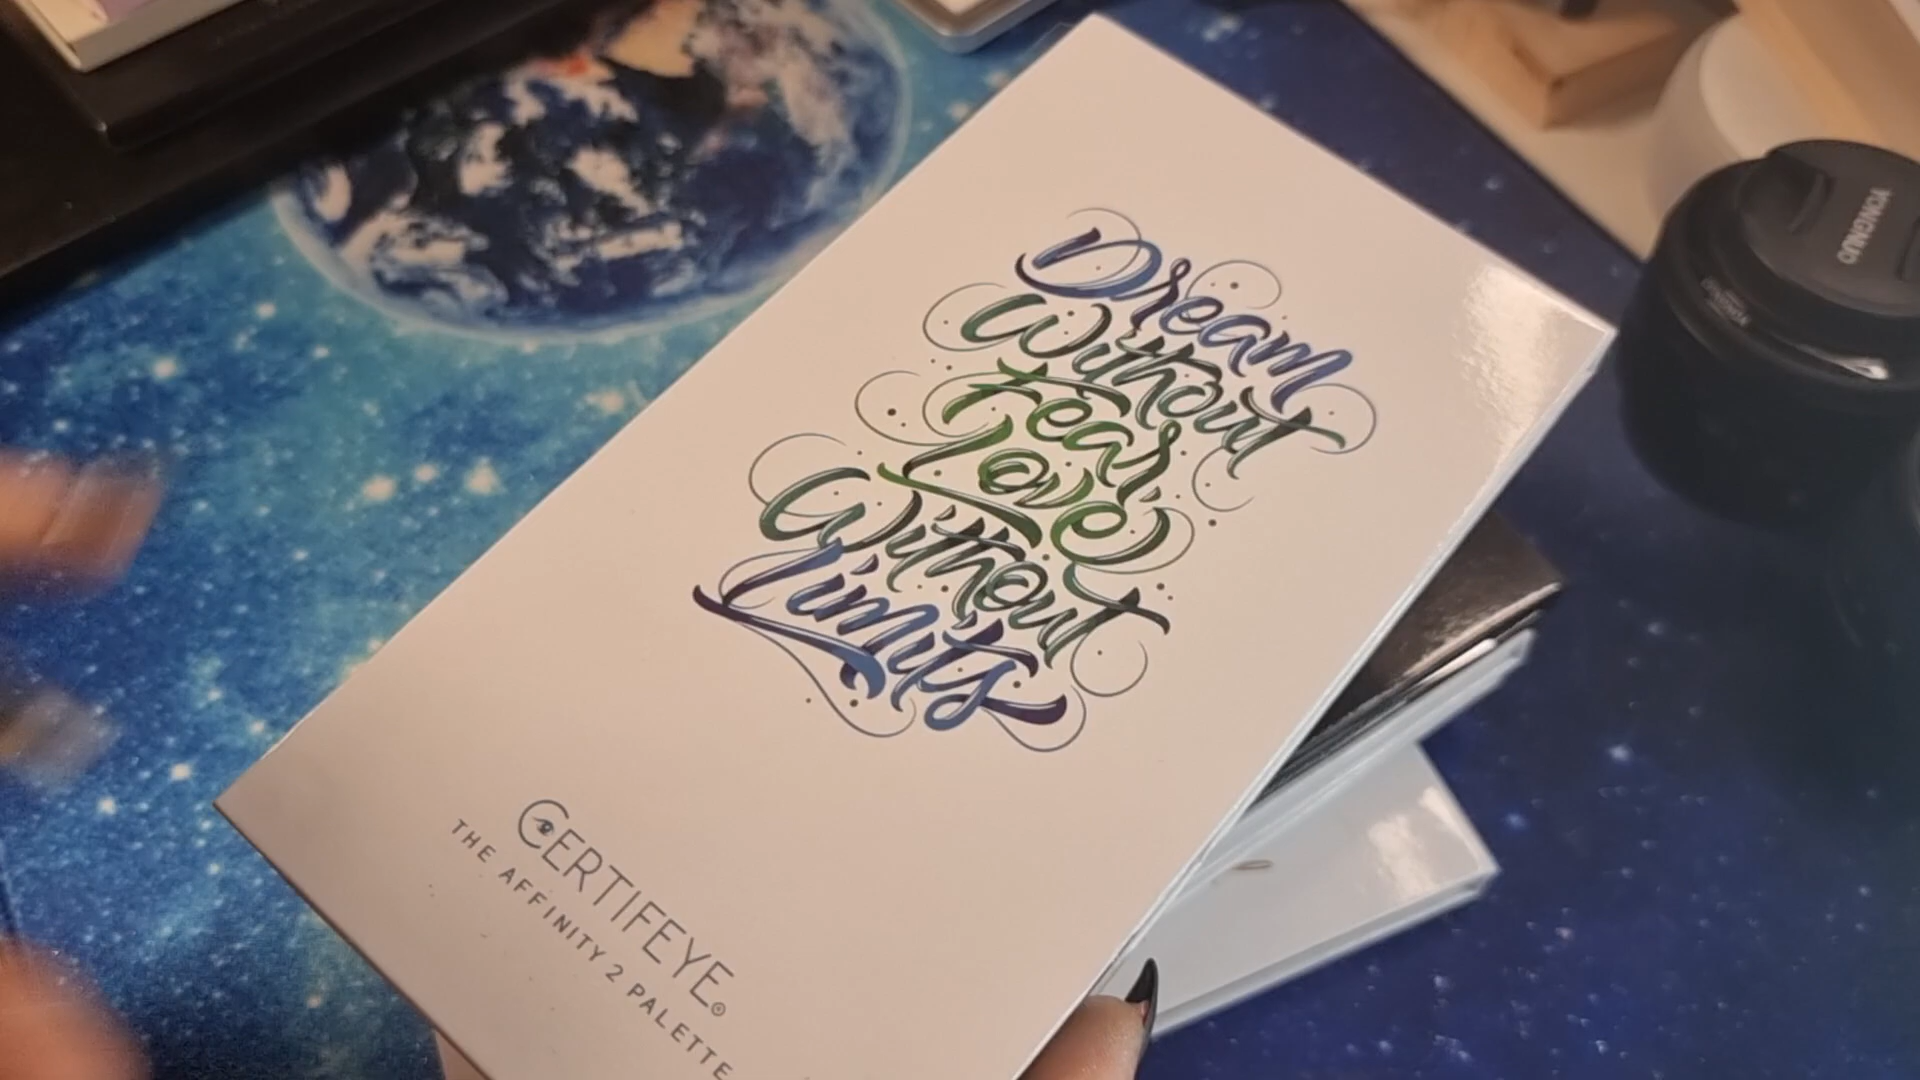 Dream
Without
Fear,
Love
Without
Limits
CERTIFEYE®
THE AFFINITY 2 PALETTE
YONGNUO